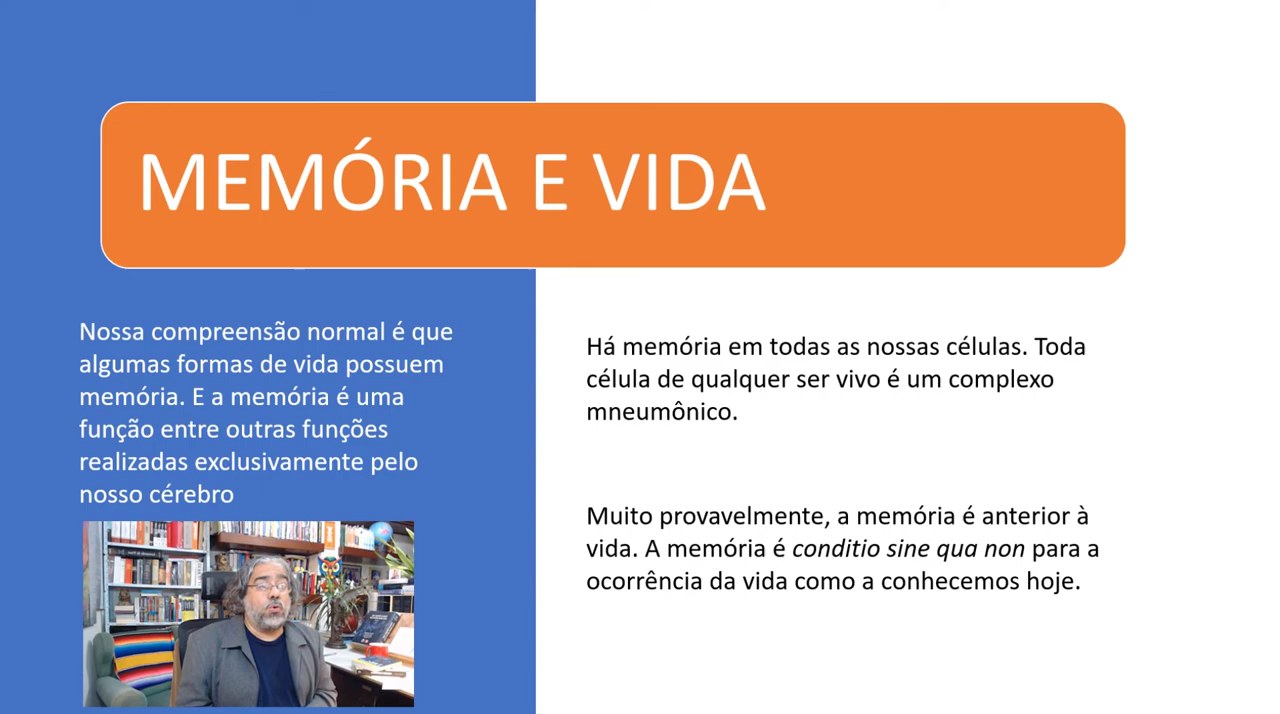 MEMÓRIA E VIDA
Nossa compreensão normal é que
algumas formas de vida possuem
memória. E a memória é uma
função entre outras funções
realizadas exclusivamente pelo
nosso cérebro
Há memória em todas as nossas células. Toda
célula de qualquer ser vivo é um complexo
mneumônico.
Muito provavelmente, a memória é anterior à
vida. A memória é conditio sine qua non para a
ocorrência da vida como a conhecemos hoje.